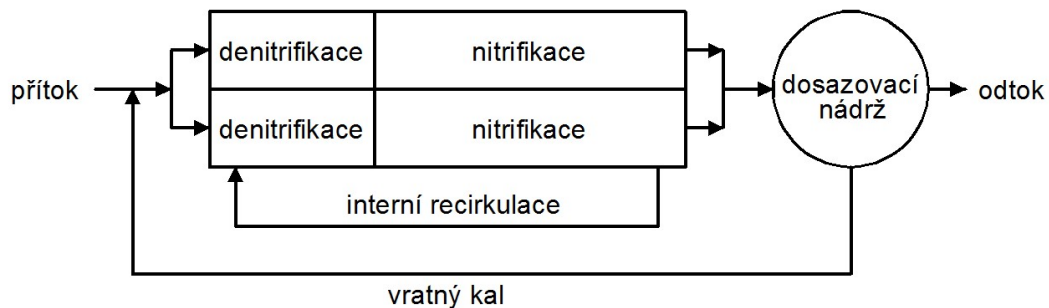 denitrifikace
nitrifikace
přítok
dosazovací
nádrž
odtok
denitrifikace
nitrifikace
interní recirkulace
vratný kal